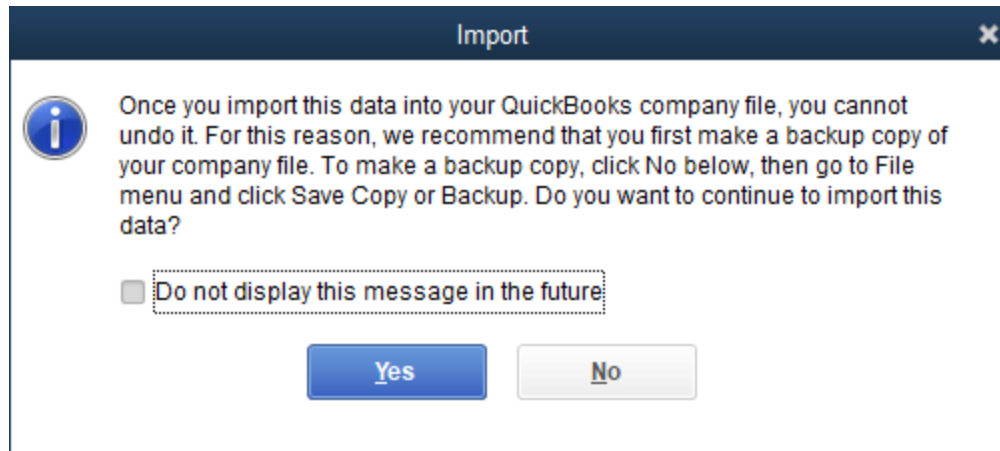 Import
Once you import this data into your QuickBooks company file, you cannot
undo it. For this reason, we recommend that you first make a backup copy of
your company file. To make a backup copy, click No below, then go to File
menu and click Save Copy or Backup. Do you want to continue to import this
data?
Do not display this message in the future
Yes
No